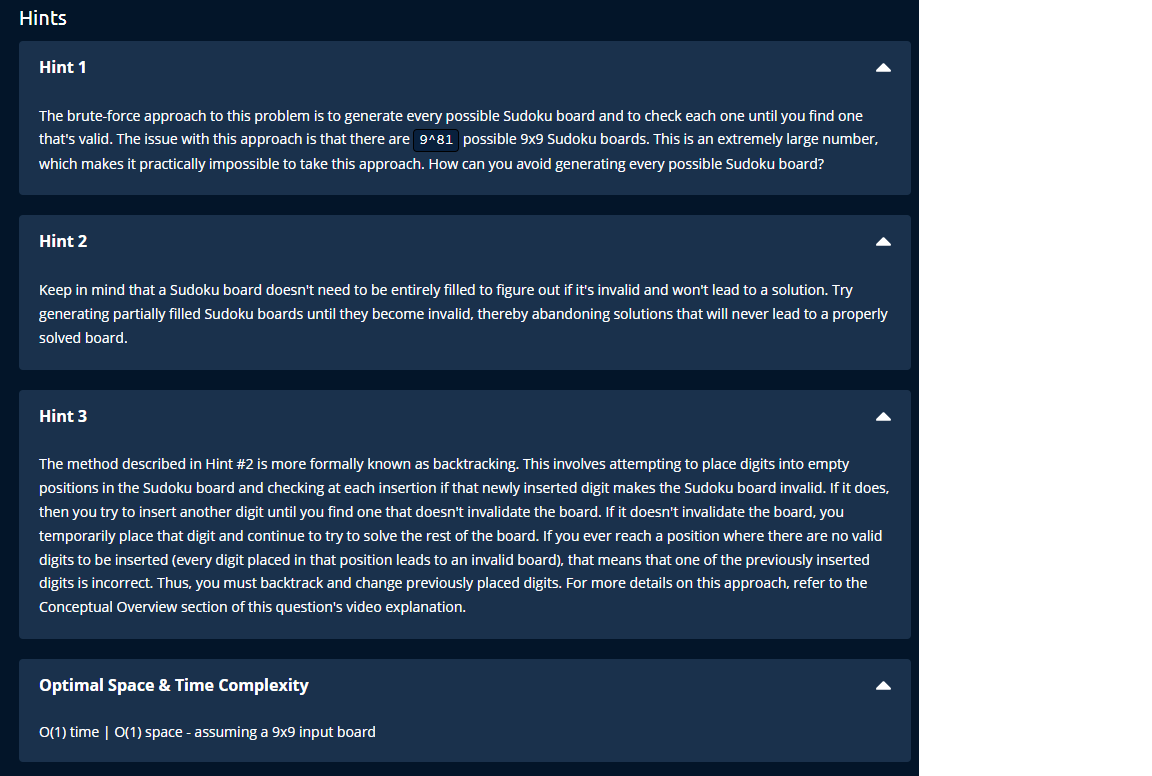 Hints
Hint 1
The brute-force approach to this problem is to generate every possible Sudoku board and to check each one until you find one
that's valid. The issue with this approach is that there are 9^81 possible 9x9 Sudoku boards. This is an extremely large number,
which makes it practically impossible to take this approach. How can you avoid generating every possible Sudoku board?
Hint 2
Keep in mind that a Sudoku board doesn't need to be entirely filled to figure out if it's invalid and won't lead to a solution. Try
generating partially filled Sudoku boards until they become invalid, thereby abandoning solutions that will never lead to a properly
solved board.
Hint 3
The method described in Hint #2 is more formally known as backtracking. This involves attempting to place digits into empty
positions in the Sudoku board and checking at each insertion if that newly inserted digit makes the Sudoku board invalid. If it does,
then you try to insert another digit until you find one that doesn't invalidate the board. If it doesn't invalidate the board, you
temporarily place that digit and continue to try to solve the rest of the board. If you ever reach a position where there are no valid
digits to be inserted (every digit placed in that position leads to an invalid board), that means that one of the previously inserted
digits is incorrect. Thus, you must backtrack and change previously placed digits. For more details on this approach, refer to the
Conceptual Overview section of this question's video explanation.
Optimal Space & Time Complexity
O(1) time | O(1) space - assuming a 9x9 input board